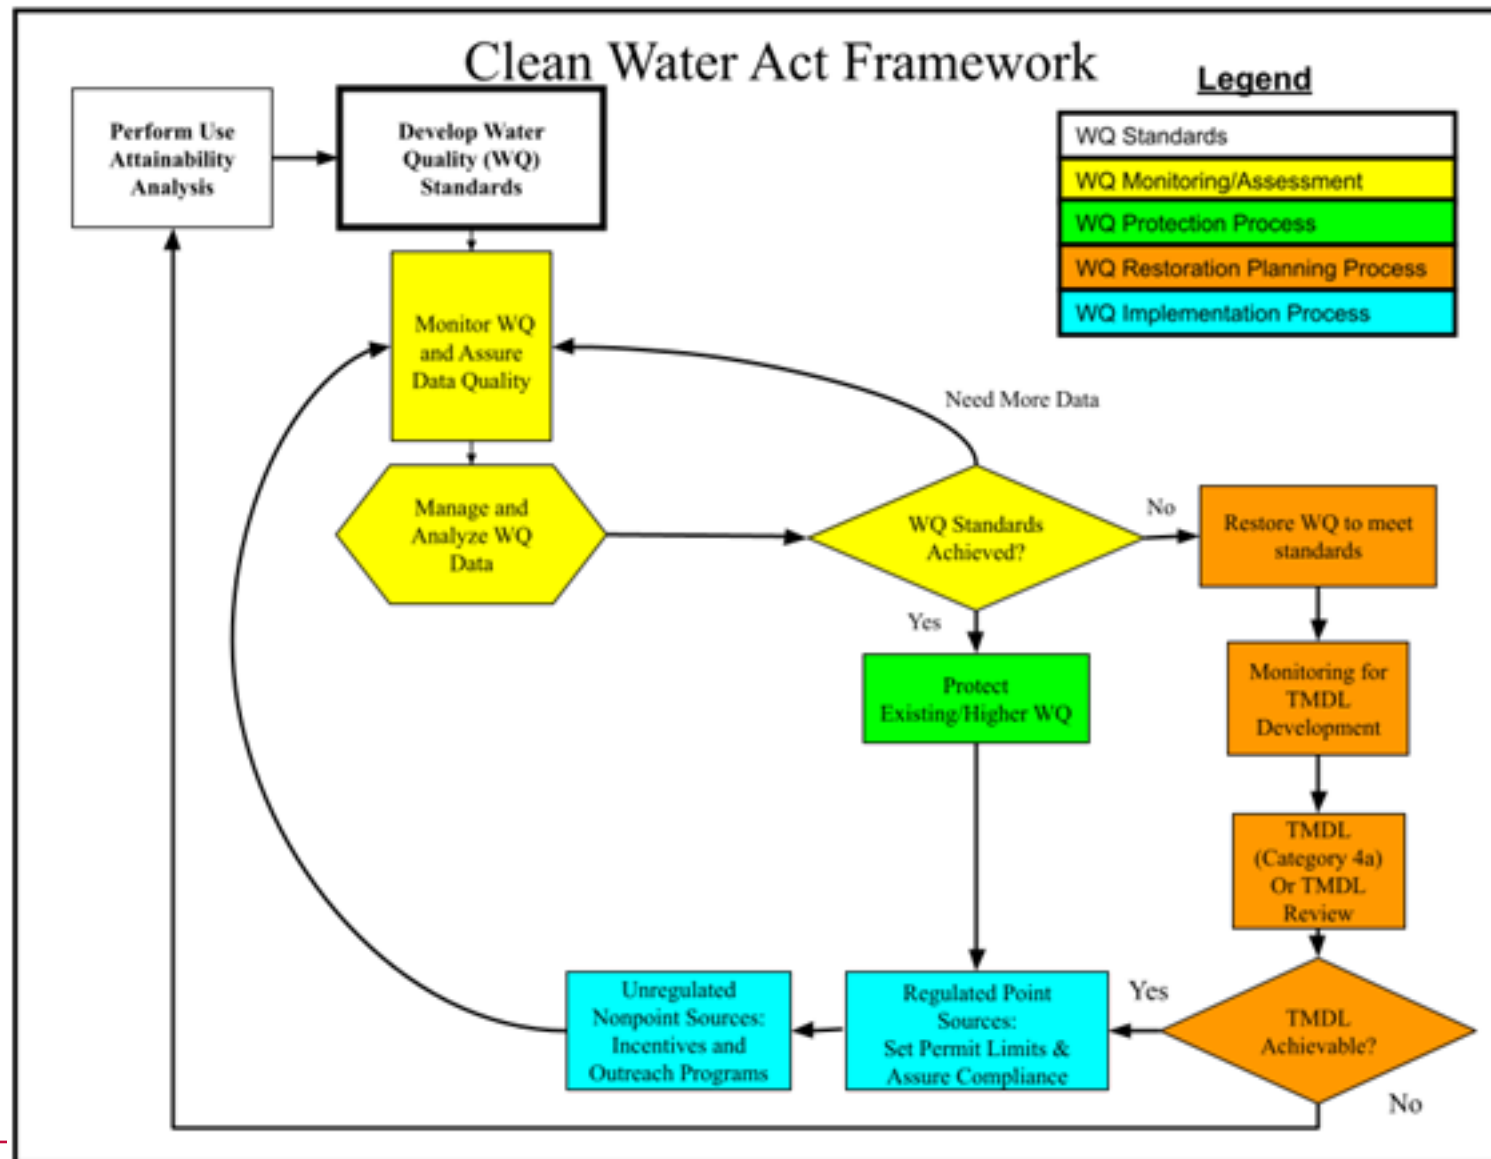 Clean Water Act Framework
Legend
WQ Standards
WQ Monitoring/Assessment
WQ Protection Process
WQ Restoration Planning Process
WQ Implementation Process
Perform Use
Attainability
Analysis
Develop Water
Quality (WQ)
Standards
Monitor WQ
and Assure
Data Quality
Need More Data
Manage and
Analyze WQ
Data
WQ Standards
Achieved?
No
Restore WQ to meet
standards
Yes
Protect
Existing/Higher WQ
Monitoring for
TMDL
Development
TMDL
(Category 4a)
Or TMDL
Review
Unregulated
Nonpoint Sources:
Incentives and
Outreach Programs
Regulated Point
Sources:
Set Permit Limits &
Assure Compliance
Yes
TMDL
Achievable?
No